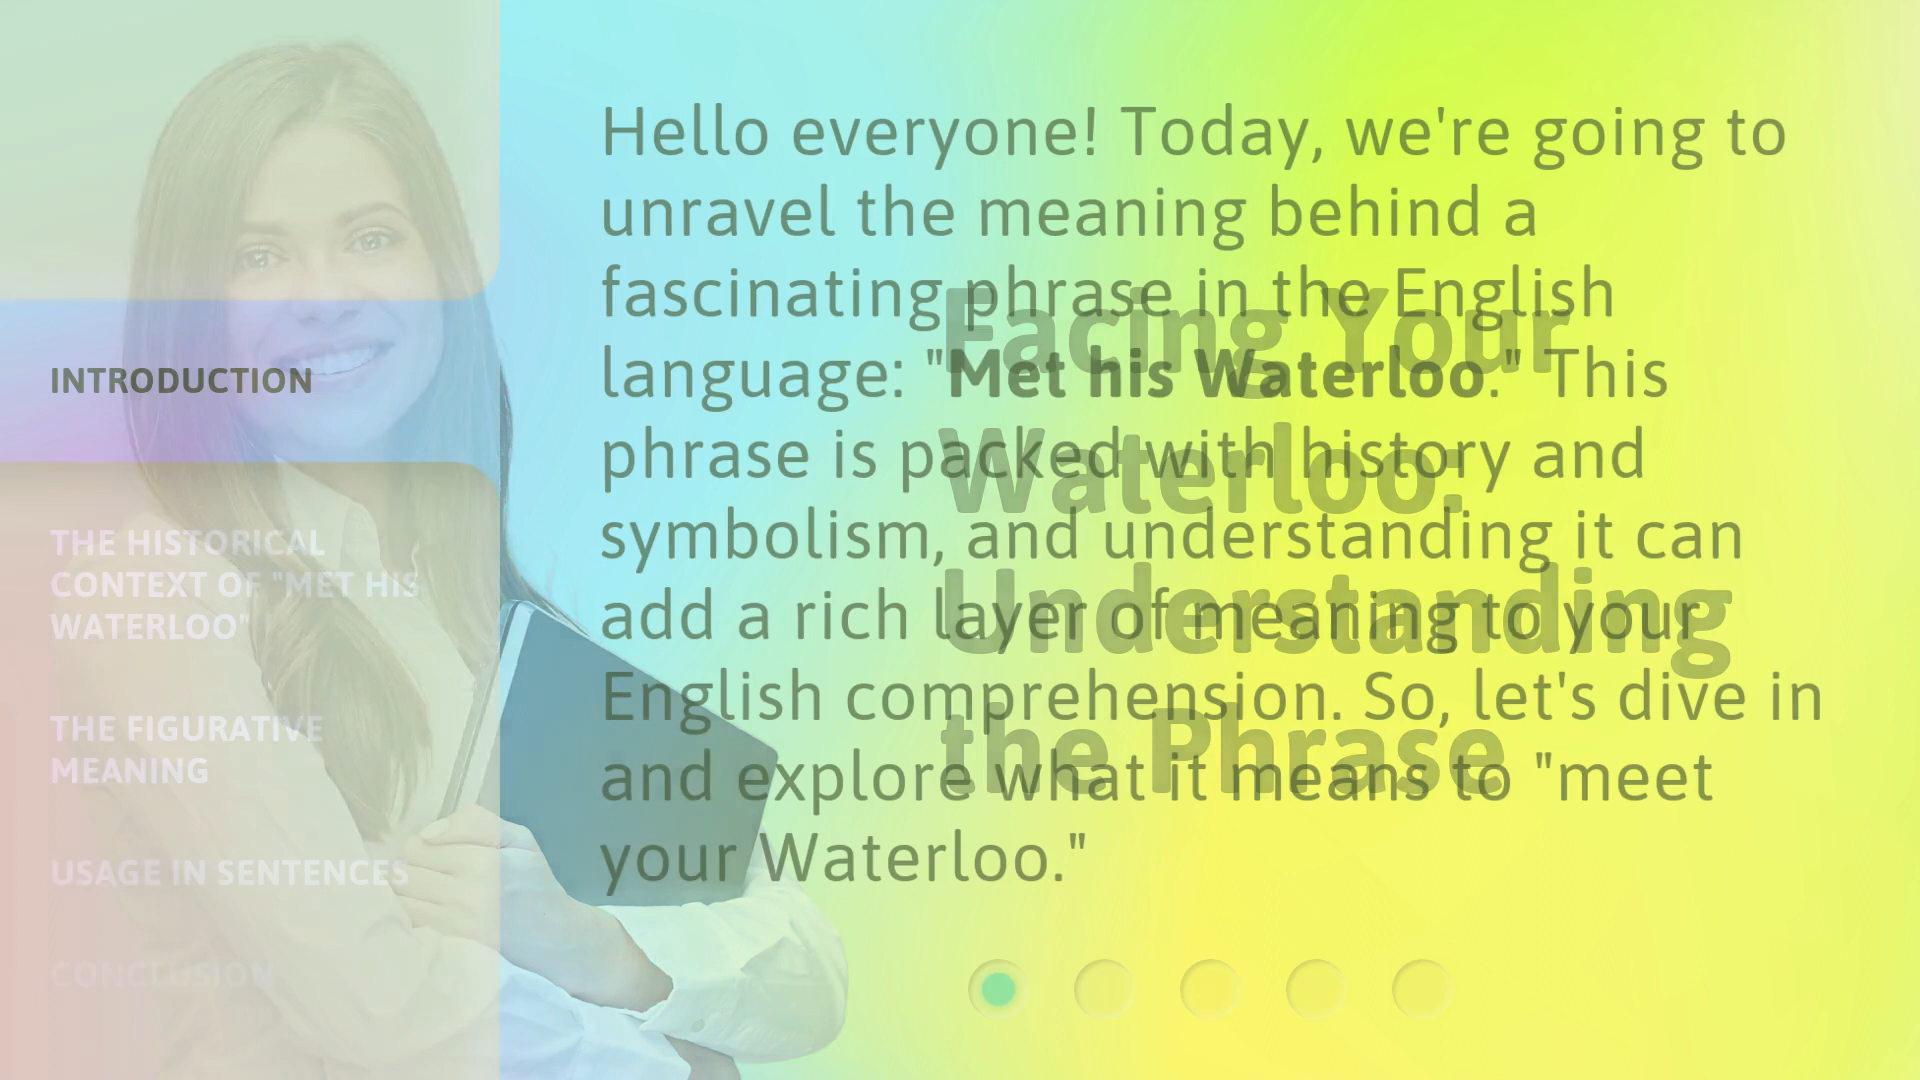 INTRODUCTION
THE HISTORICAL
CONTEXT OF "MET HIS
WATERLOO"
THE FIGURATIVE
MEANING
USAGE IN SENTENCES
CONCLUSION
Hello everyone! Today, we're going to
unravel the meaning behind a
fascinating phrase in the English
language: "Met his Waterloo." This
phrase is packed with history and
symbolism, and understanding it can
add a rich layer of meaning to your
English comprehension. So, let's dive in
and explore what it means to "meet
your Waterloo."
Facing Your
Waterloo:
Understanding
the Phrase